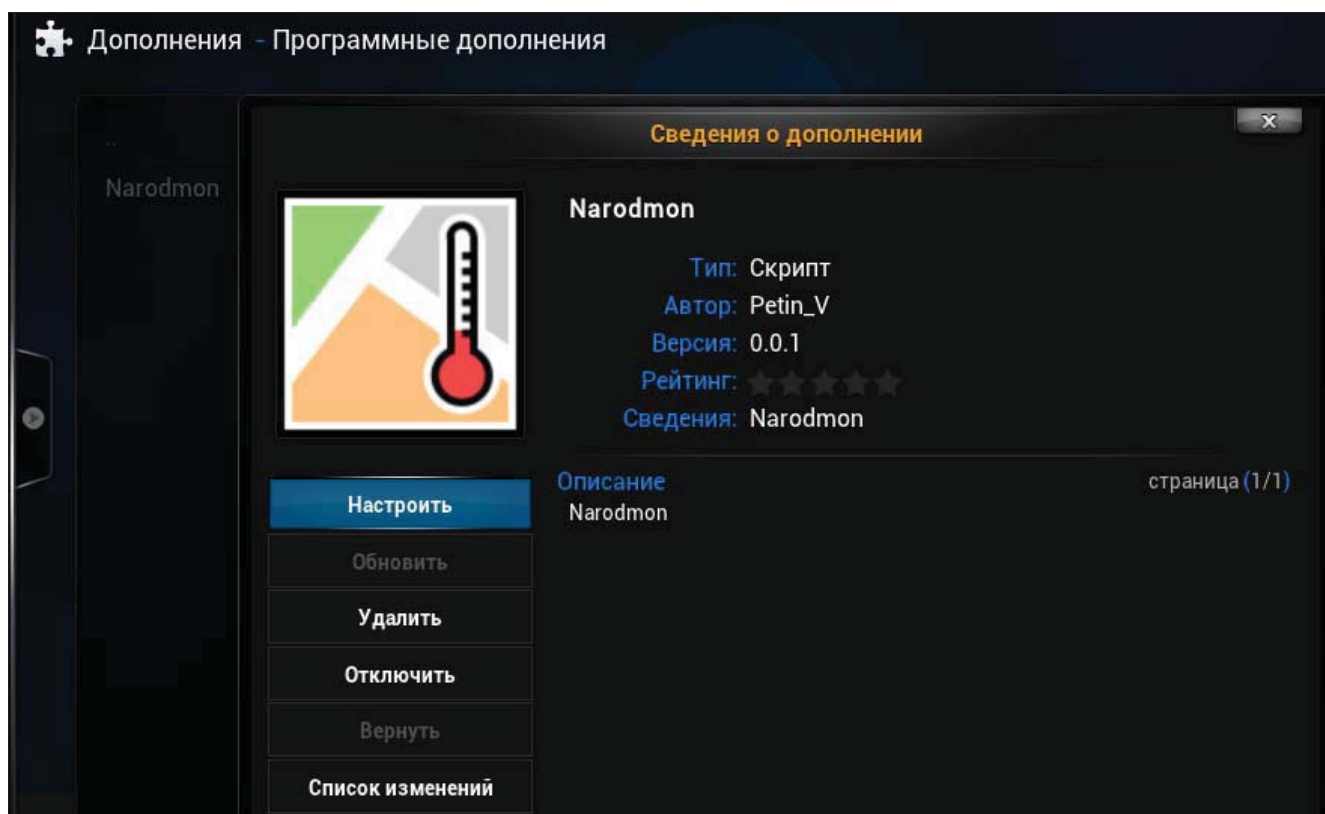 Дополнения - Программные дополнения
Сведения о дополнении
x
..
Narodmon
Narodmon
Тип: Скрипт
Автор: Petin_V
Версия: 0.0.1
Рейтинг:
Сведения: Narodmon
Описание
страница (1/1)
Narodmon
Настроить
Обновить
Удалить
Отключить
Вернуть
Список изменений